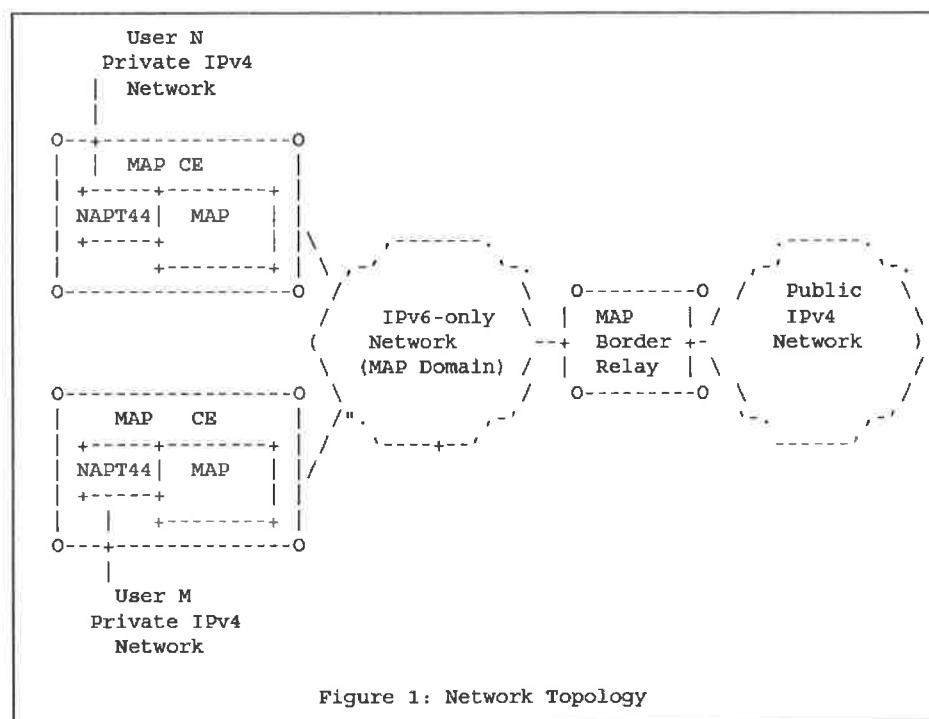 User N
Private IPv4
Network
O---+---------------O
MAP CE
+-----+--------+
NAPT44| MAP
+-----+
+--------+
O-------------------O
IPv6-only
Network
(MAP Domain)
O---------O
MAP
Border
Relay
O---------O
Public
IPv4
Network
O-------------------O
MAP CE
+-----+--------+
NAPT44| MAP
+-----+
+--------+
O---+---------------O
User M
Private IPv4
Network
Figure 1: Network Topology